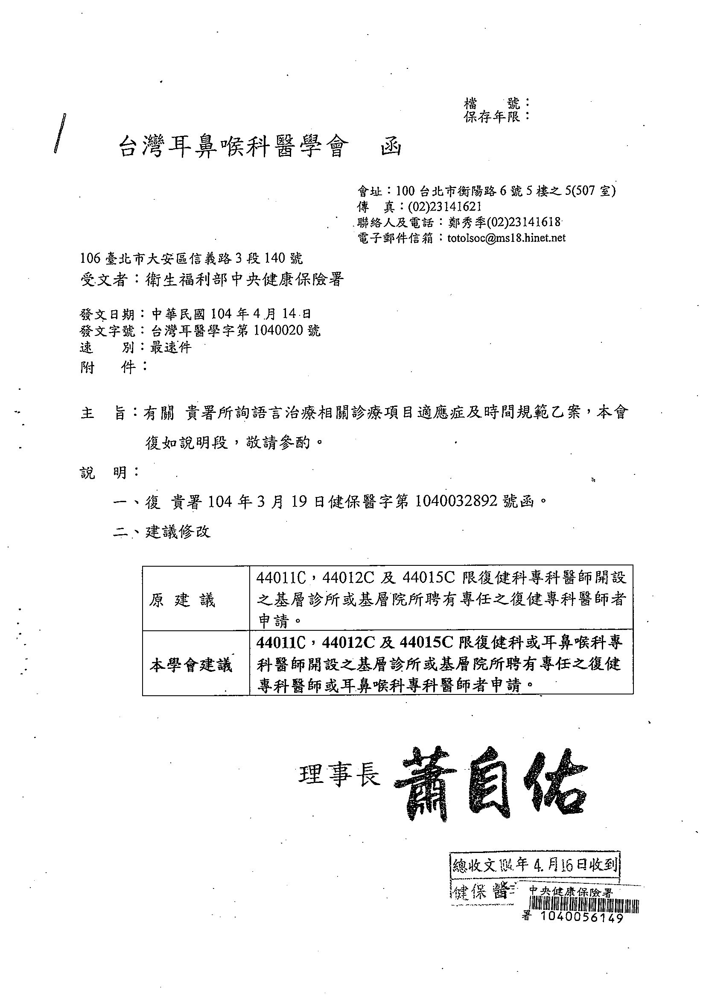 檔　　號：
保存年限：
台灣耳鼻喉科醫學會　函
會址：100 台北市衡陽路 6 號 5 樓之 5(507 室)
傳　真：(02)23141621
聯絡人及電話：鄭秀季(02)23141618
電子郵件信箱：totolsoc@ms18.hinet.net
106 臺北市大安區信義路 3 段 140 號
受文者：衛生福利部中央健康保險署
發文日期：中華民國 104 年 4 月 14 日
發文字號：台灣耳醫學字第 1040020 號
速　　別：最速件
附　　件：
主　旨：有關　貴署所詢語言治療相關診療項目適應症及時間規範乙案，本會
復如說明段，敬請參酌。
說　明：
一、復　貴署 104 年 3 月 19 日健保醫字第 1040032892 號函。
二、建議修改
原 建 議
44011C，44012C 及 44015C 限復健科專科醫師開設
之基層診所或基層院所聘有專任之復健專科醫師者
申請。
本學會建議
44011C，44012C 及 44015C 限復健科或耳鼻喉科專
科醫師開設之基層診所或基層院所聘有專任之復健
專科醫師或耳鼻喉科專科醫師者申請。
理事長 蕭自佑
總收文 104 年 4 月 16 日收到
健保醫
中央健康保險署
署 1040056149